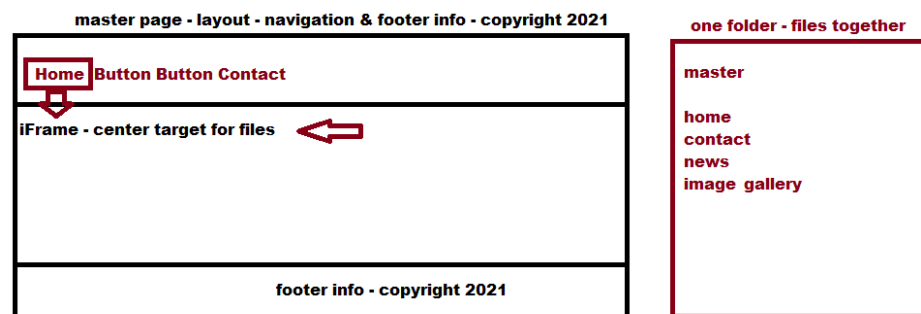 master page - layout - navigation & footer info - copyright 2021
Home Button Button Contact
iFrame - center target for files
footer info - copyright 2021
one folder - files together
master
home
contact
news
image gallery